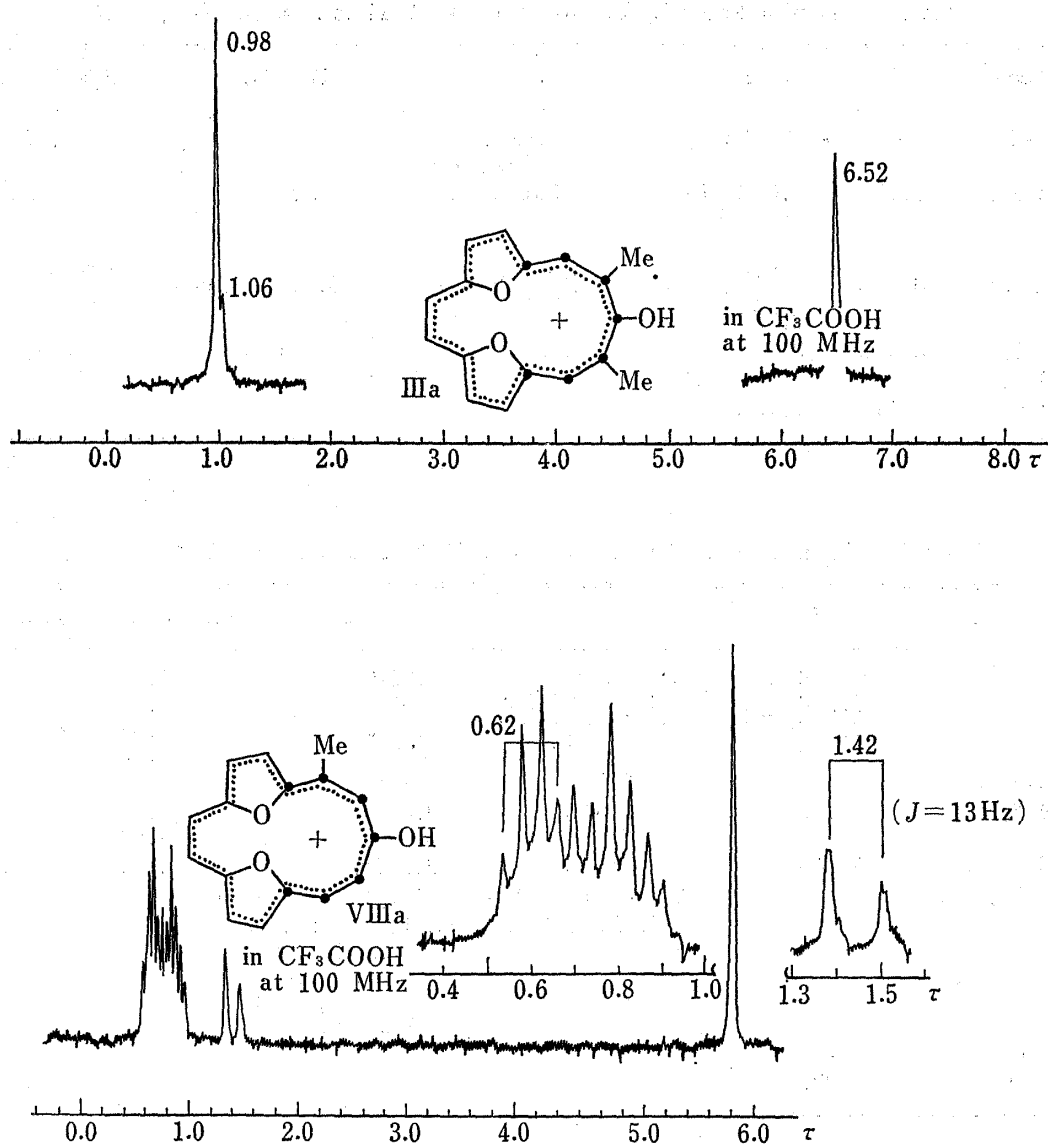 0.98
1.06
6.52
Me
O
+
OH
O
Me
IIIa
in CF₃COOH
at 100 MHz
0.0 1.0 2.0 3.0 4.0 5.0 6.0 7.0 8.0 τ
0.62
1.42
(J=13Hz)
Me
O
+
OH
O
VIIIa
in CF₃COOH
at 100 MHz
0.4 0.6 0.8 1.0
1.3 1.5 τ
0.0 1.0 2.0 3.0 4.0 5.0 6.0 τ